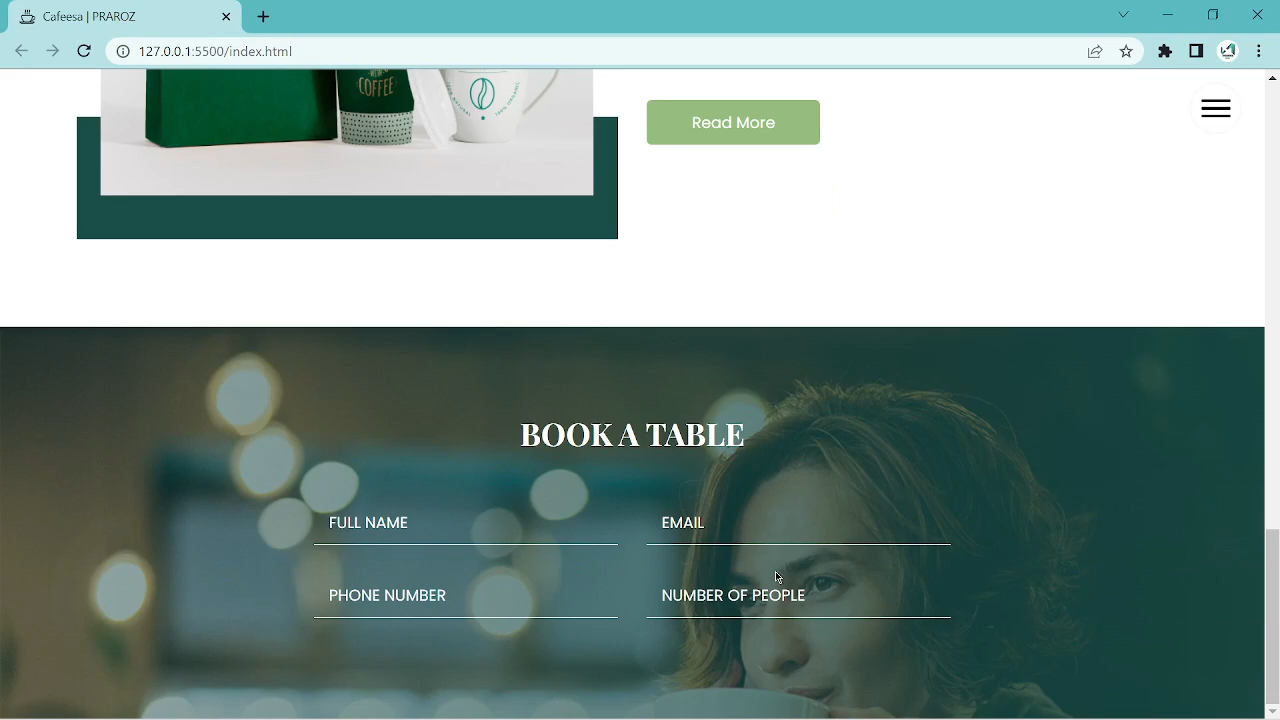 Cafesa | PRAROZ
127.0.0.1:5500/index.html
COFFEE
Read More
BOOK A TABLE
FULL NAME
EMAIL
PHONE NUMBER
NUMBER OF PEOPLE